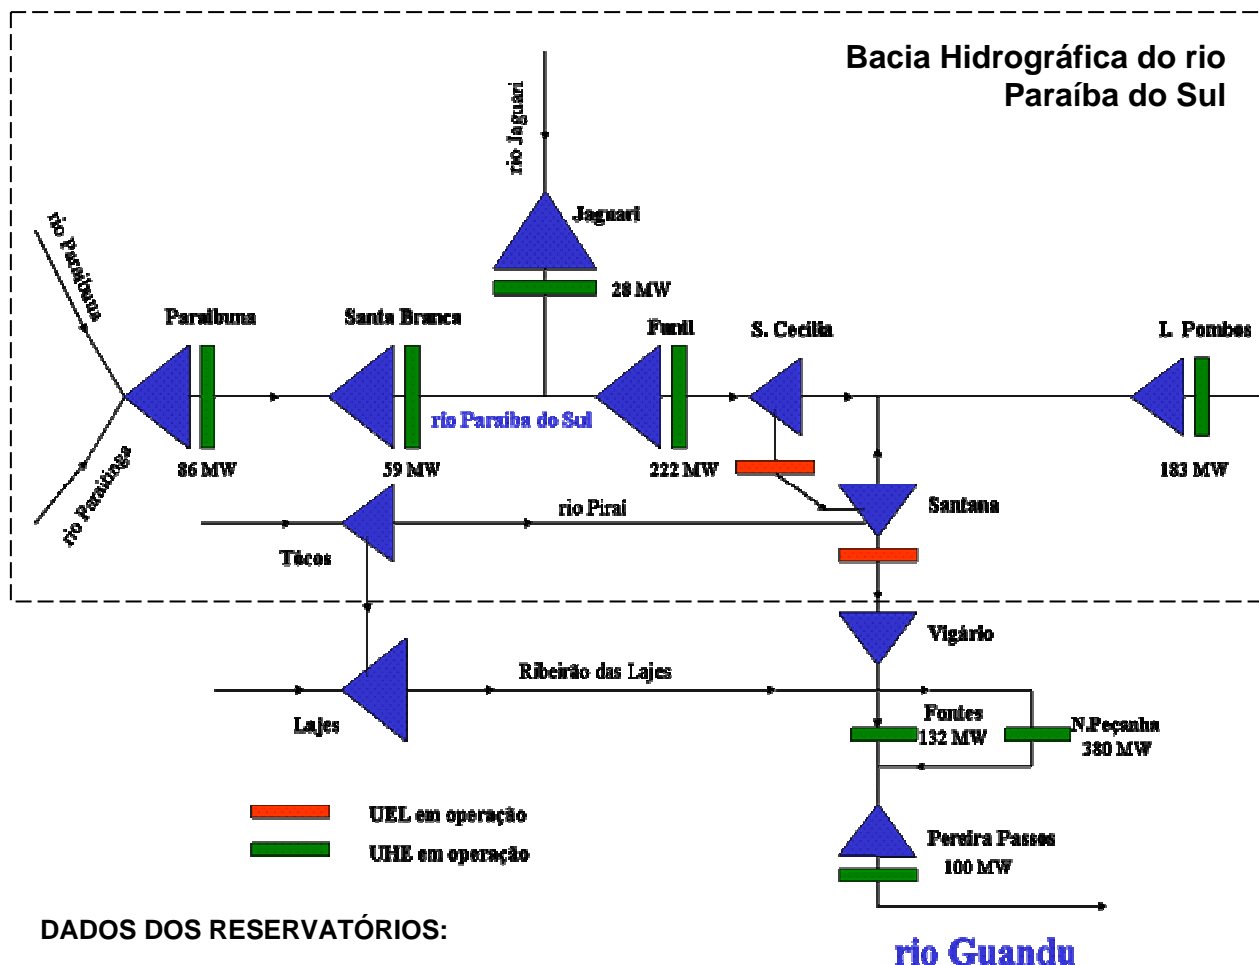 Bacia Hidrográfica do rio
Paraíba do Sul
rio Jaguari
Jaguari
28 MW
rio Paraibuna
Paraibuna
Santa Branca
Funil
S. Cecília
I. Pombos
rio Paraíba do Sul
86 MW
59 MW
222 MW
183 MW
rio Paraitinga
rio Piraí
Santana
Tócos
Vigário
Ribeirão das Lajes
Lajes
Fontes
132 MW
N.Peçanha
380 MW
UEL em operação
UHE em operação
Pereira Passos
100 MW
DADOS DOS RESERVATÓRIOS:
rio Guandu